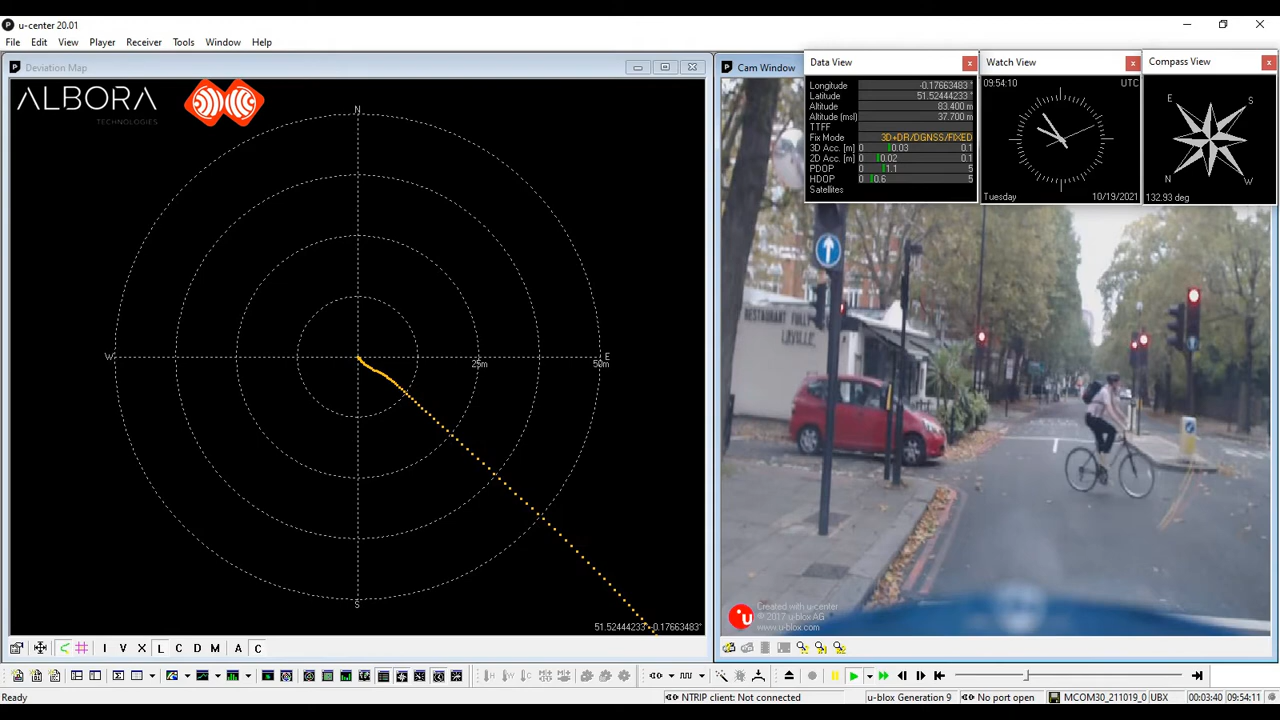 u-center 20.01
File Edit View Player Receiver Tools Window Help
Deviation Map
ALBORA
TECHNOLOGIES
N
W
E
25m
50m
S
51.52444233° -0.17663483°
Cam Window
RESTAURANT
Created with u-center
© 2017 u-blox AG
www.u-blox.com
Data View
Longitude -0.17663483°
Latitude 51.52444233°
Altitude 83.400 m
Altitude (msl) 37.700 m
TTFF
Fix Mode 3D+DR/DGNSS/FIXED
3D Acc. [m] 0 0.03 0.1
2D Acc. [m] 0 0.02 0.1
PDOP 0 1.1 5
HDOP 0 0.6 5
Satellites
Watch View
09:54:10 UTC
Tuesday 10/19/2021
Compass View
E S
N W
132.93 deg
I V X L C D M A C
Ready
NTRIP client: Not connected
u-blox Generation 9
No port open
MCOM30_211019_0
UBX
00:03:40
09:54:11